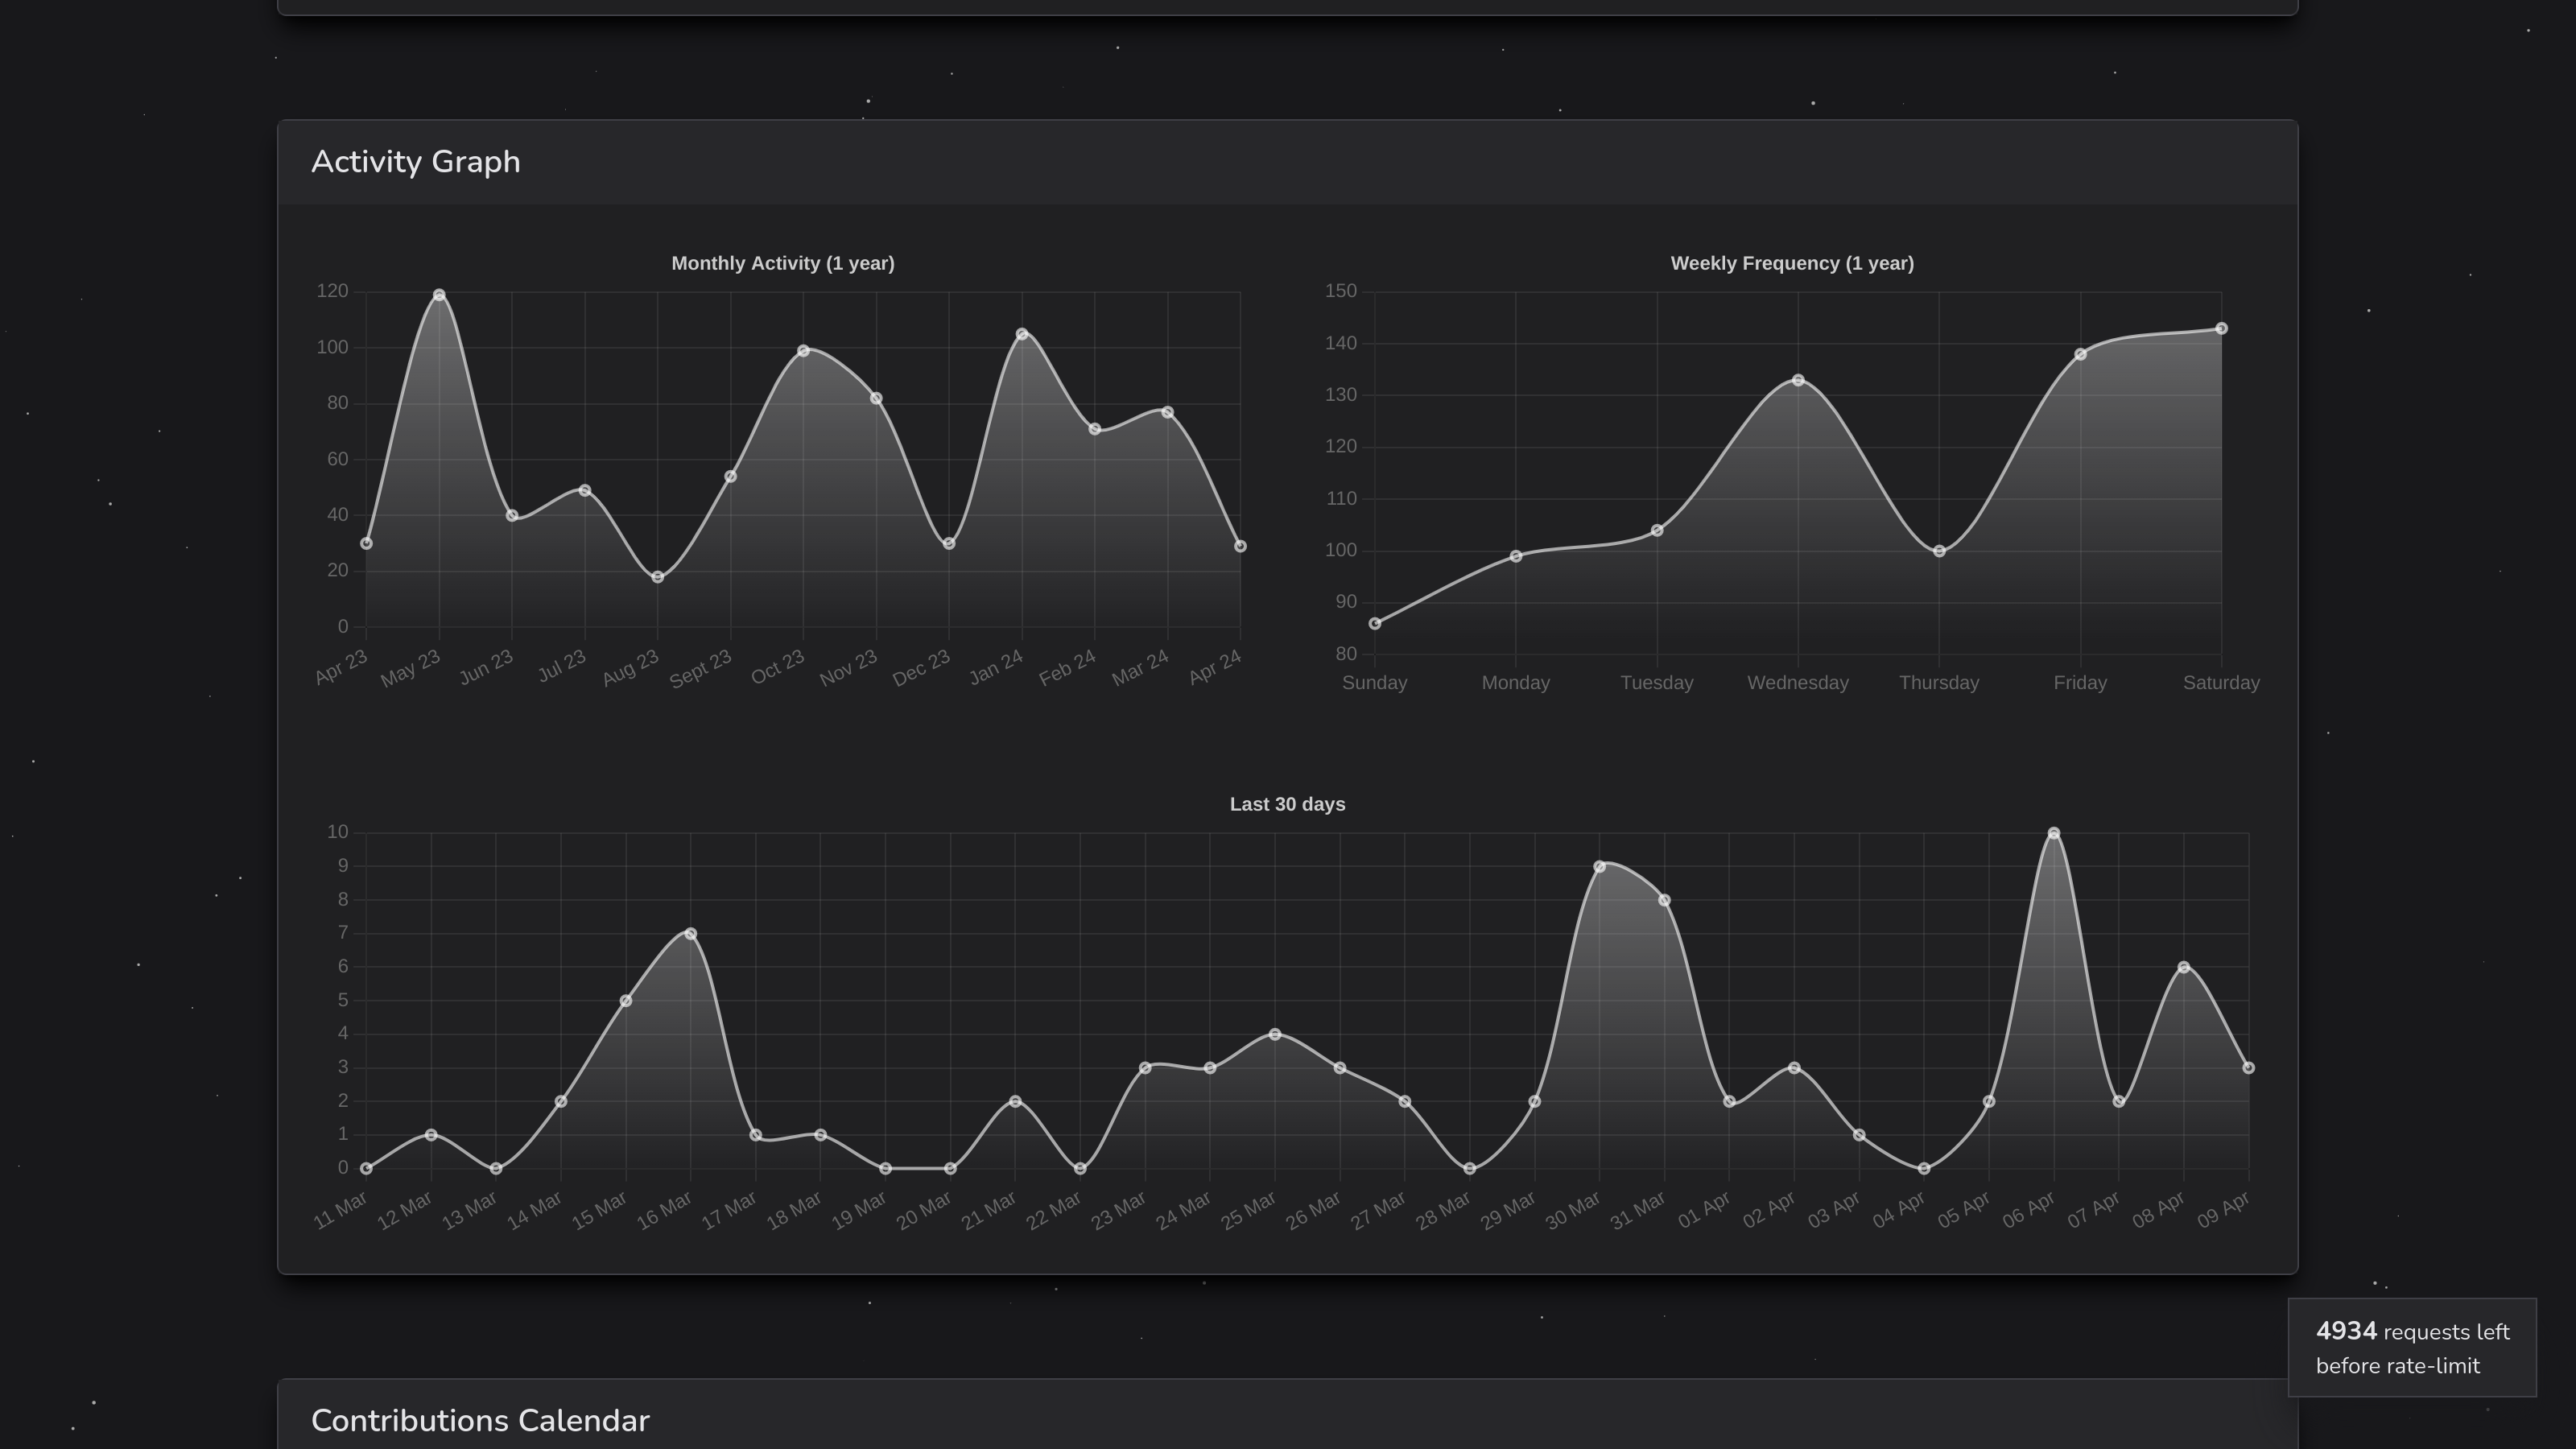 Activity Graph
Monthly Activity (1 year)
120
100
80
60
40
20
0
Apr 23
May 23
Jun 23
Jul 23
Aug 23
Sept 23
Oct 23
Nov 23
Dec 23
Jan 24
Feb 24
Mar 24
Apr 24
Weekly Frequency (1 year)
150
140
130
120
110
100
90
80
Sunday
Monday
Tuesday
Wednesday
Thursday
Friday
Saturday
Last 30 days
10
9
8
7
6
5
4
3
2
1
0
11 Mar
12 Mar
13 Mar
14 Mar
15 Mar
16 Mar
17 Mar
18 Mar
19 Mar
20 Mar
21 Mar
22 Mar
23 Mar
24 Mar
25 Mar
26 Mar
27 Mar
28 Mar
29 Mar
30 Mar
31 Mar
01 Apr
02 Apr
03 Apr
04 Apr
05 Apr
06 Apr
07 Apr
08 Apr
09 Apr
4934 requests left
before rate-limit
Contributions Calendar